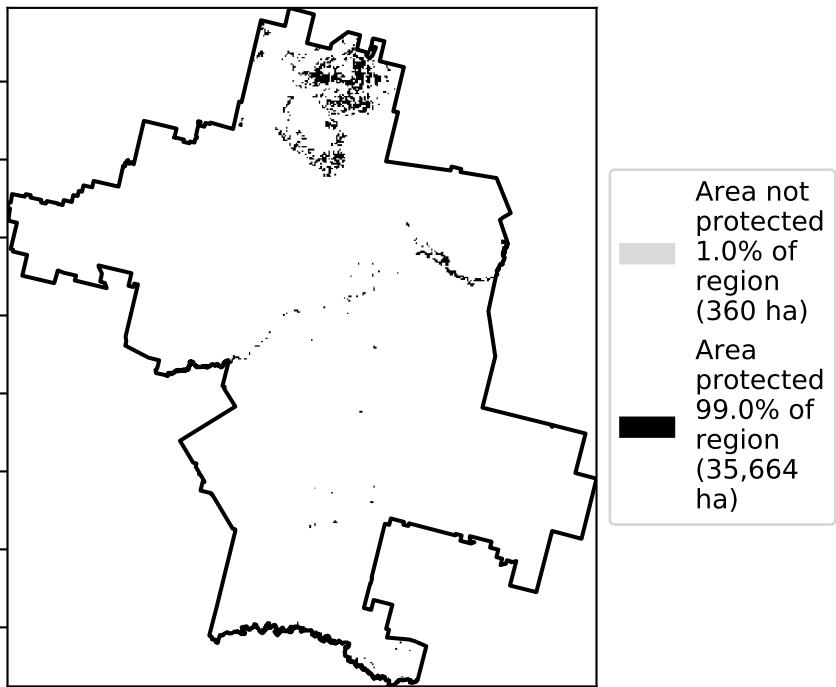 Area not
protected
1.0% of
region
(360 ha)
Area
protected
99.0% of
region
(35,664
ha)